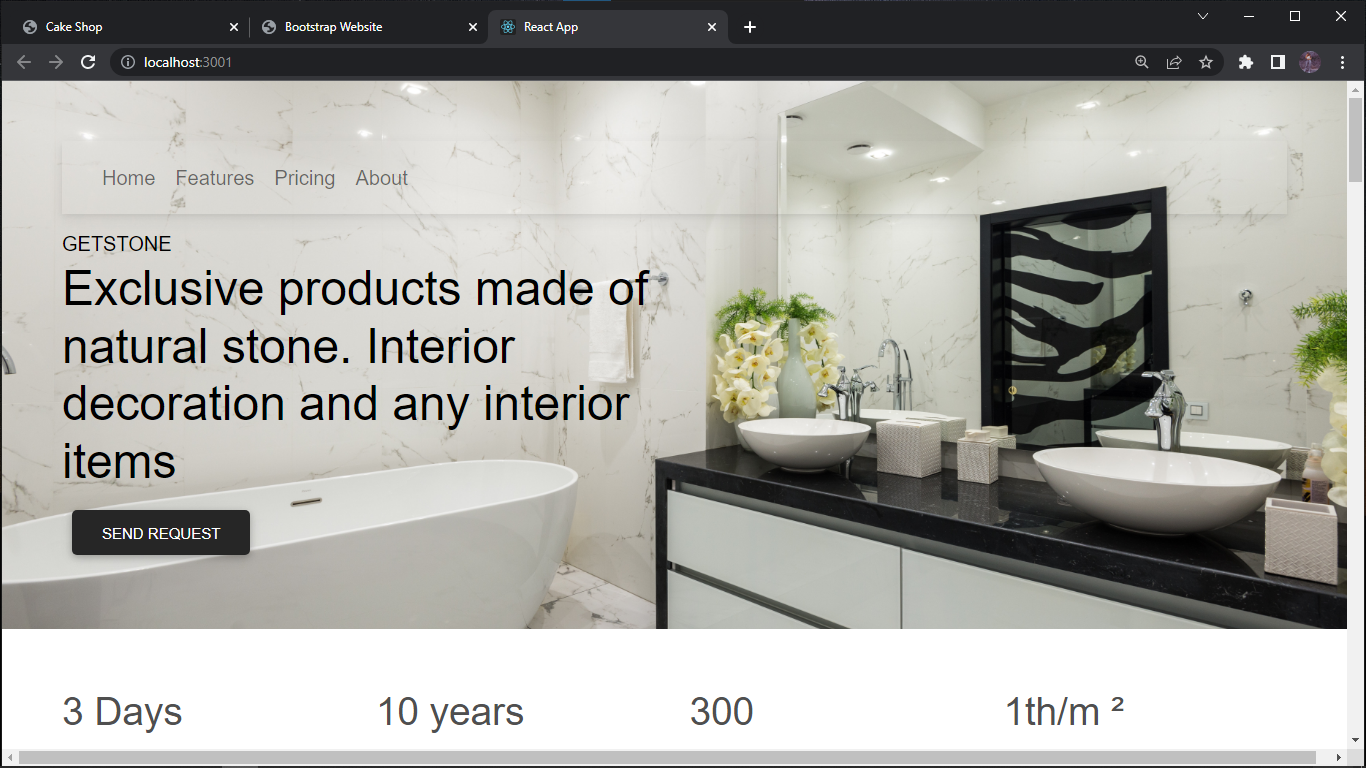 Cake Shop
Bootstrap Website
React App
localhost:3001
Home Features Pricing About
GETSTONE
Exclusive products made of
natural stone. Interior
decoration and any interior
items
SEND REQUEST
3 Days 10 years 300 1th/m ²